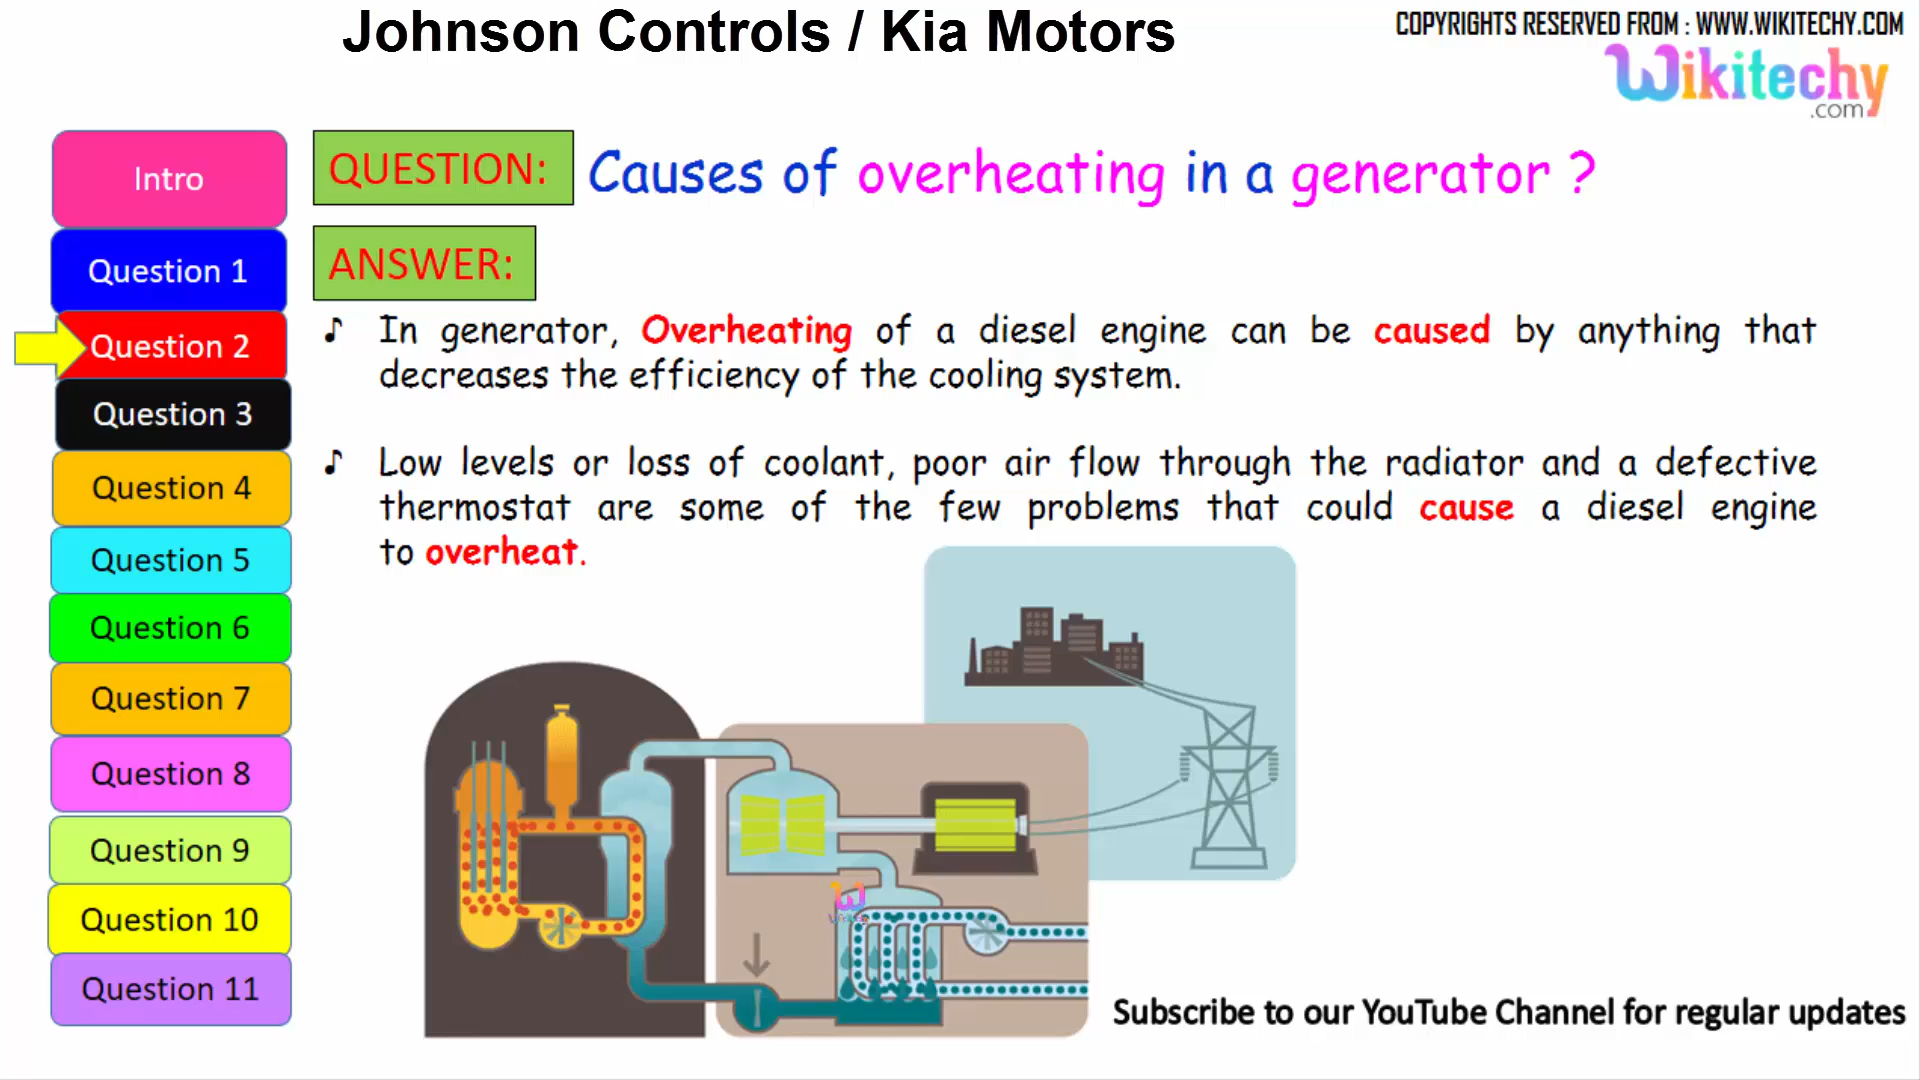 Johnson Controls / Kia Motors
COPYRIGHTS RESERVED FROM : WWW.WIKITECHY.COM
Wikitechy
.com
Intro
Question 1
Question 2
Question 3
Question 4
Question 5
Question 6
Question 7
Question 8
Question 9
Question 10
Question 11
QUESTION: Causes of overheating in a generator ?
ANSWER:
In generator, Overheating of a diesel engine can be caused by anything that
decreases the efficiency of the cooling system.
Low levels or loss of coolant, poor air flow through the radiator and a defective
thermostat are some of the few problems that could cause a diesel engine
to overheat.
Subscribe to our YouTube Channel for regular updates